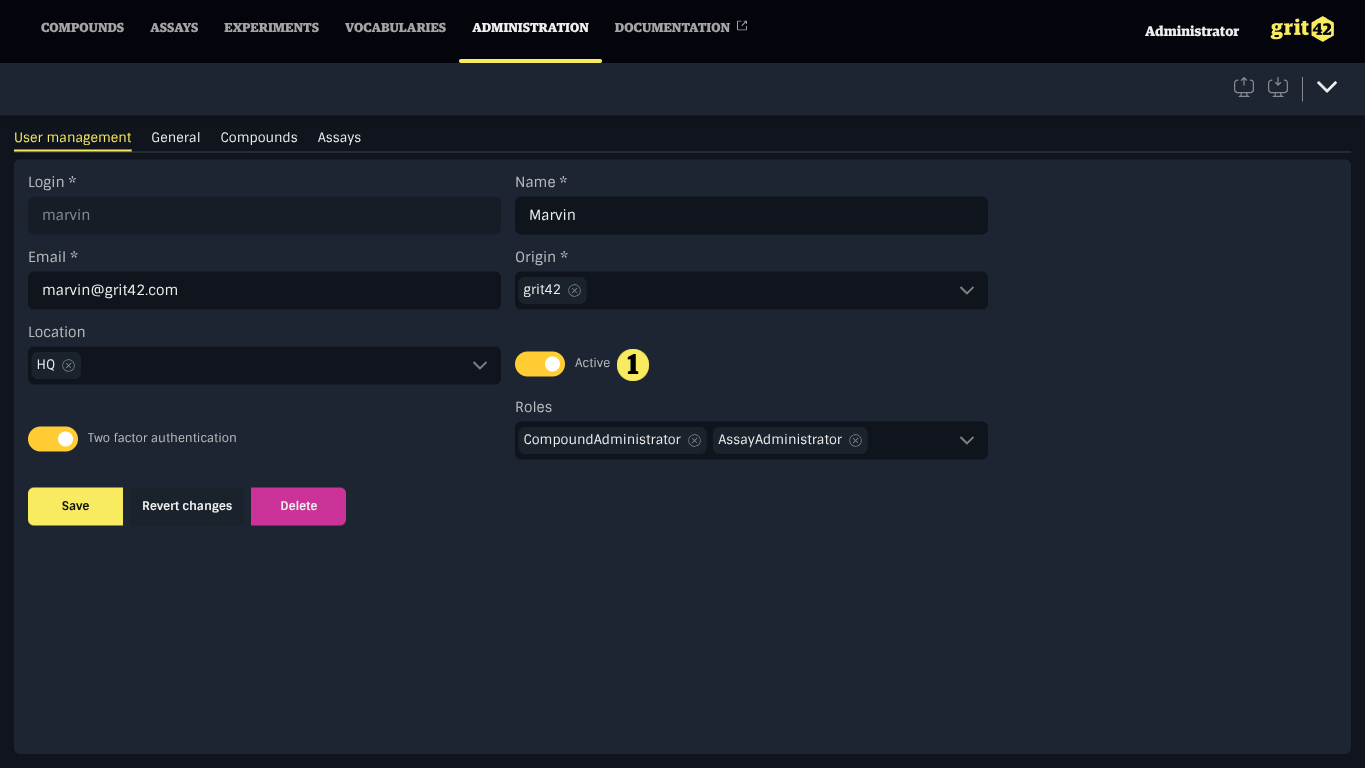 COMPOUNDS ASSAYS EXPERIMENTS VOCABULARIES ADMINISTRATION DOCUMENTATION Administrator grit42
User management General Compounds Assays
Login * Name *
marvin Marvin
Email * Origin *
marvin@grit42.com grit42
Location
HQ Active 1
Roles
Two factor authentication CompoundAdministrator AssayAdministrator
Save Revert changes Delete